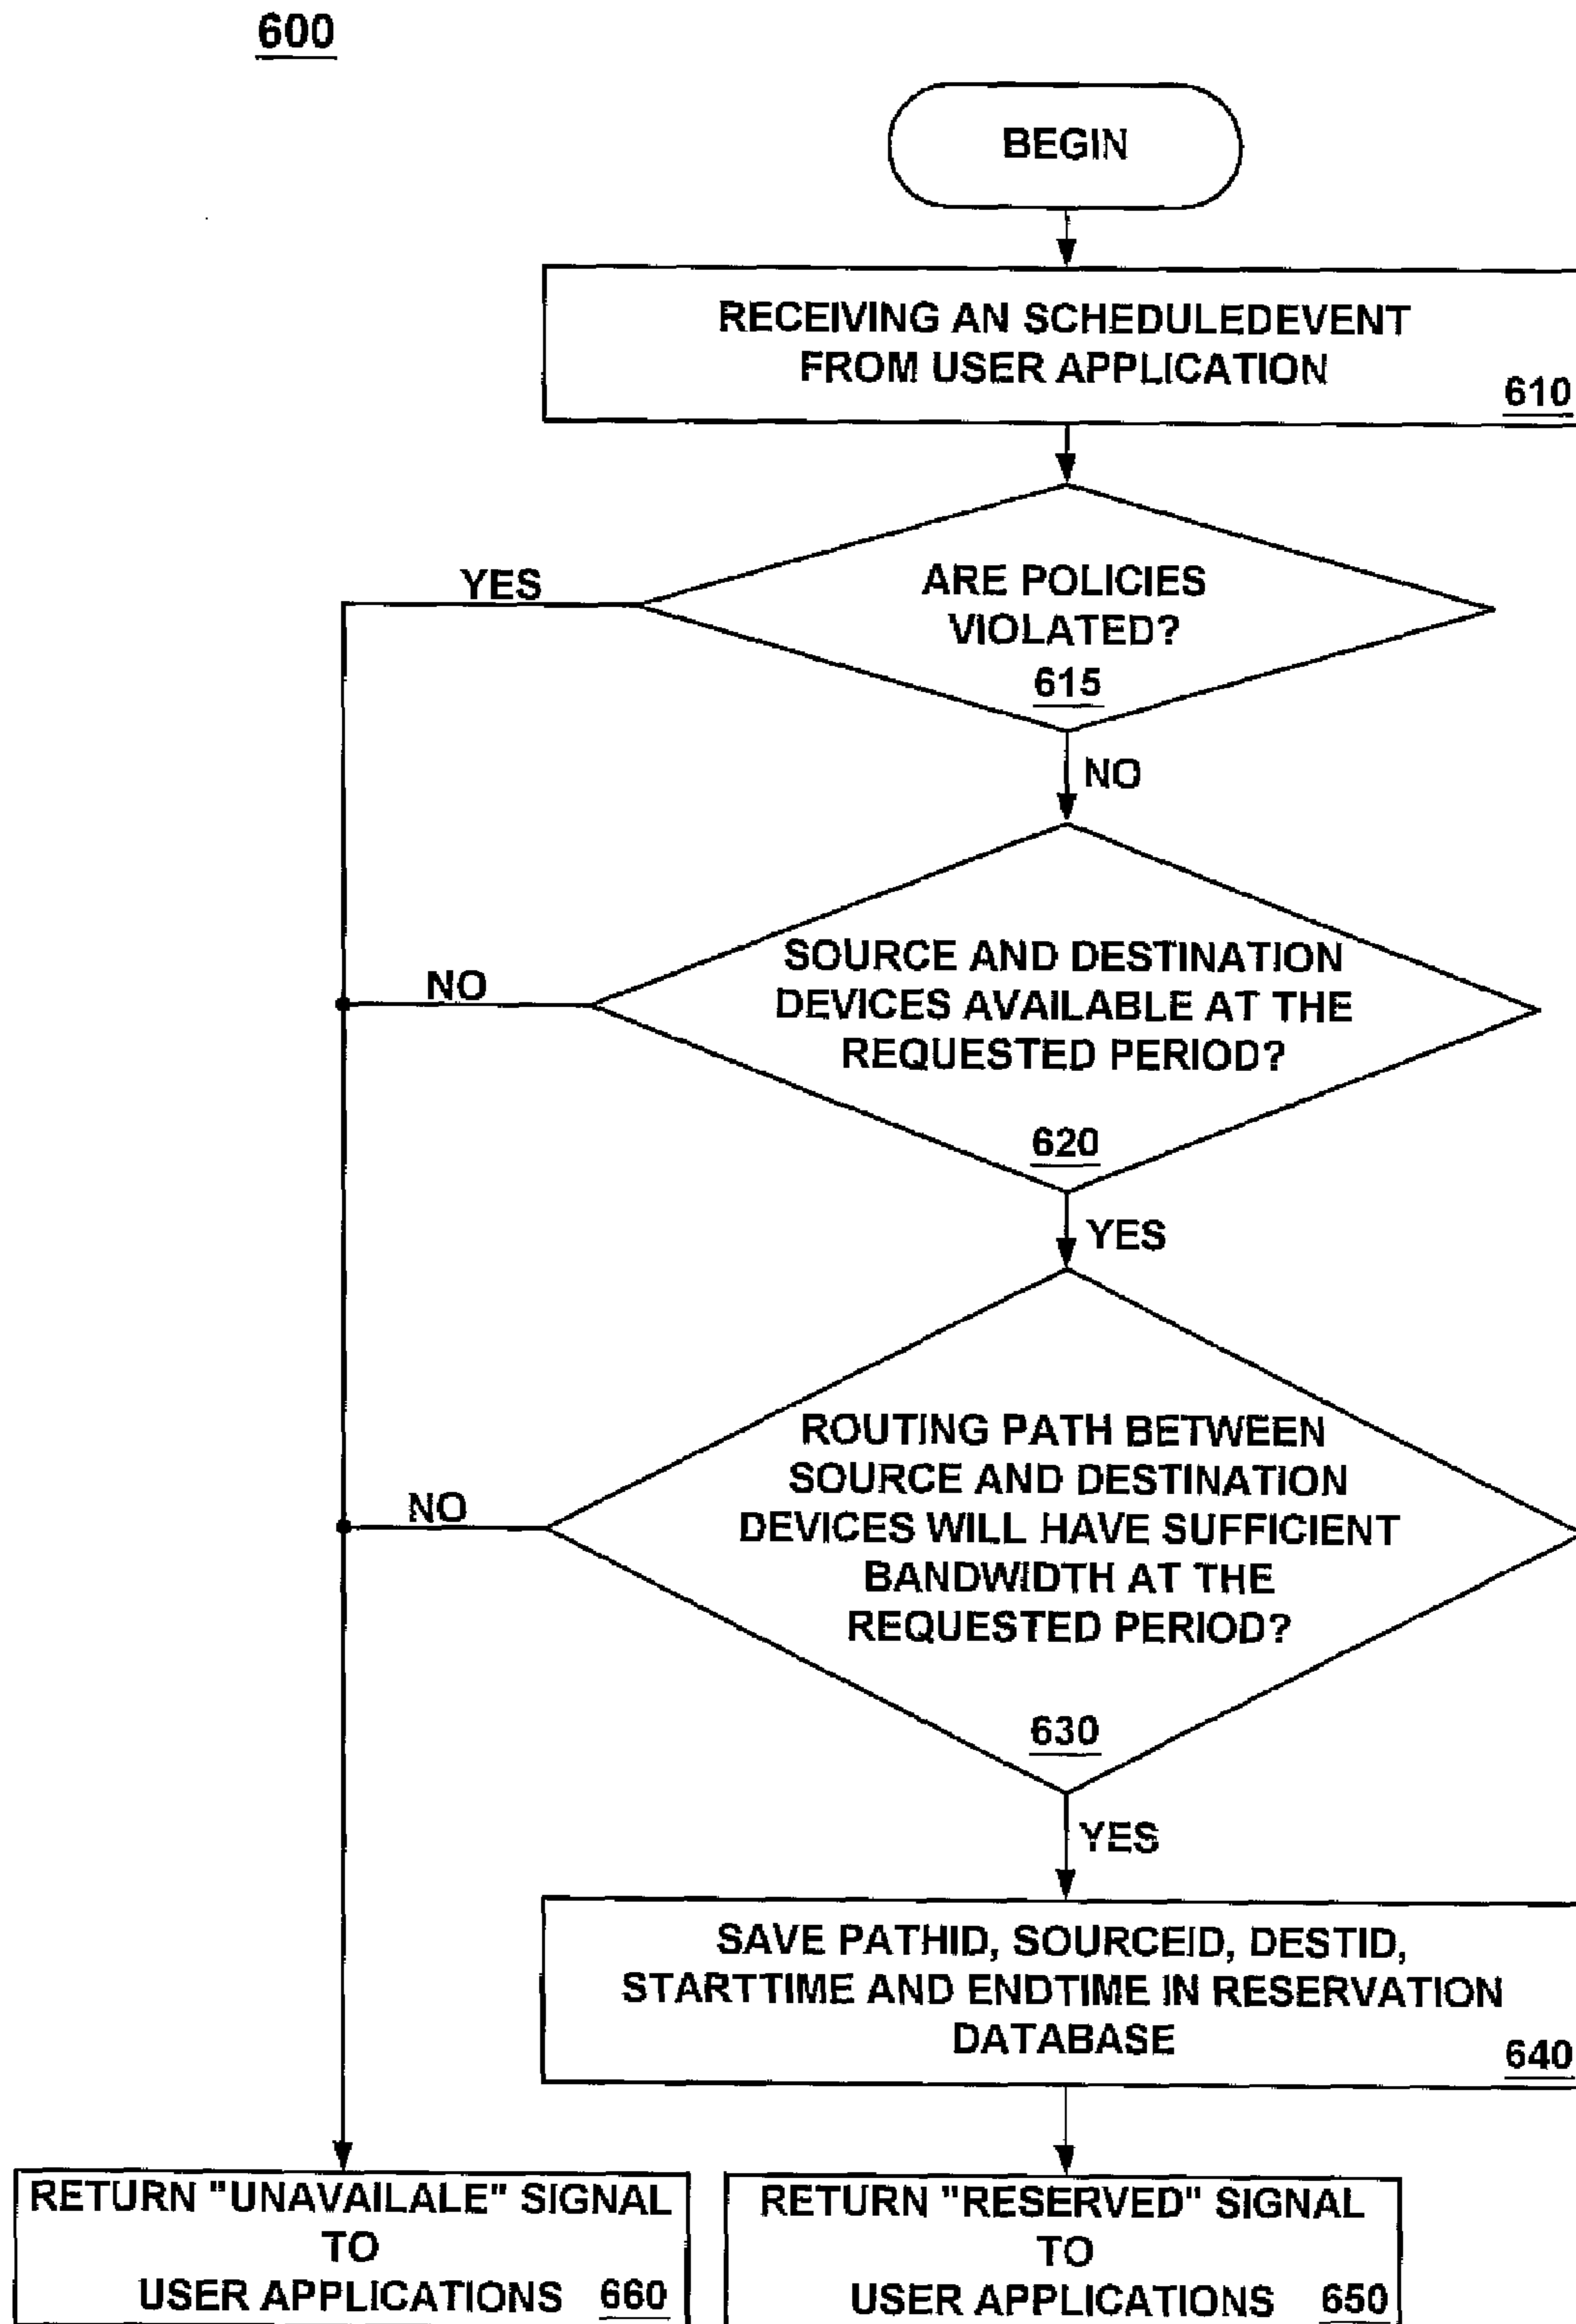 600
BEGIN
RECEIVING AN SCHEDULEDEVENT
FROM USER APPLICATION
610
ARE POLICIES
VIOLATED?
615
YES
NO
SOURCE AND DESTINATION
DEVICES AVAILABLE AT THE
REQUESTED PERIOD?
620
NO
YES
ROUTING PATH BETWEEN
SOURCE AND DESTINATION
DEVICES WILL HAVE SUFFICIENT
BANDWIDTH AT THE
REQUESTED PERIOD?
630
NO
YES
SAVE PATHID, SOURCEID, DESTID,
STARTTIME AND ENDTIME IN RESERVATION
DATABASE
640
RETURN "UNAVAILALE" SIGNAL
TO
USER APPLICATIONS 660
RETURN "RESERVED" SIGNAL
TO
USER APPLICATIONS 650